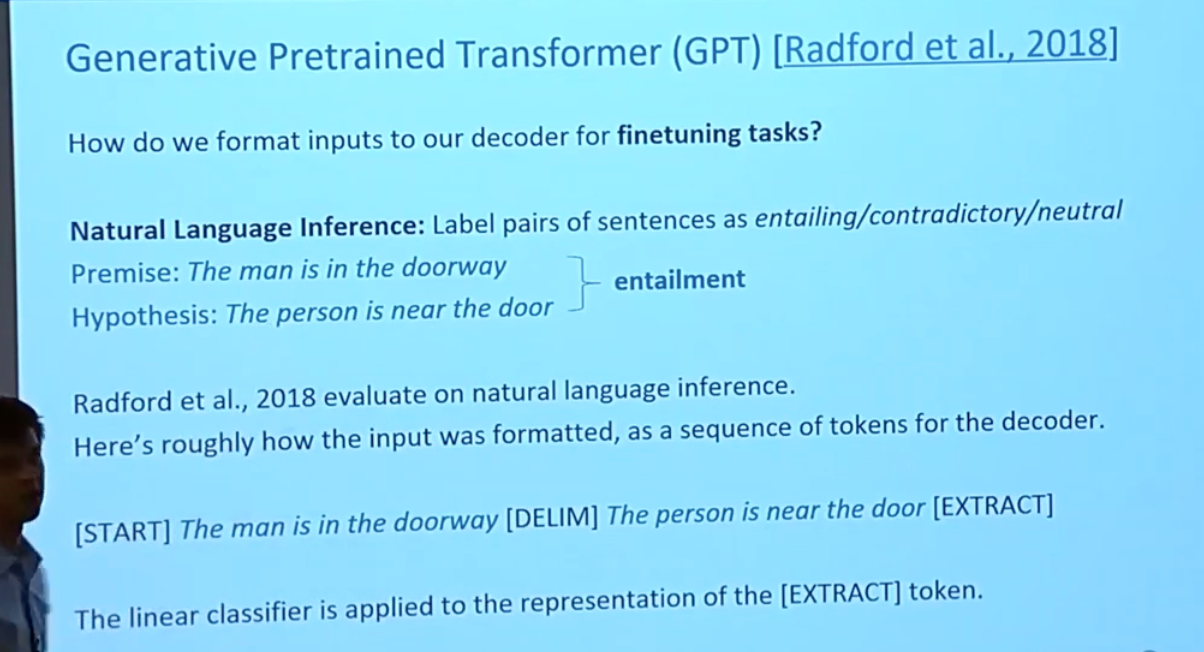 Generative Pretrained Transformer (GPT) [Radford et al., 2018]
How do we format inputs to our decoder for finetuning tasks?
Natural Language Inference: Label pairs of sentences as entailing/contradictory/neutral
Premise: The man is in the doorway
Hypothesis: The person is near the door
entailment
Radford et al., 2018 evaluate on natural language inference.
Here's roughly how the input was formatted, as a sequence of tokens for the decoder.
[START] The man is in the doorway [DELIM] The person is near the door [EXTRACT]
The linear classifier is applied to the representation of the [EXTRACT] token.